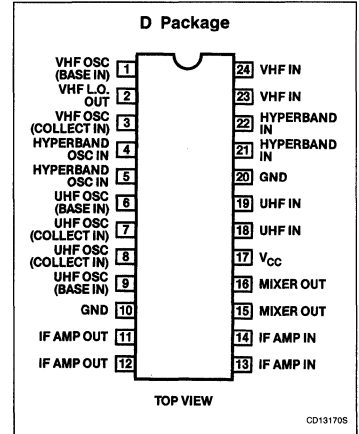 D Package
VHF OSC
(BASE IN) 1
VHF L.O.
OUT 2
VHF OSC
(COLLECT IN) 3
HYPERBAND
OSC IN 4
HYPERBAND
OSC IN 5
UHF OSC
(BASE IN) 6
UHF OSC
(COLLECT IN) 7
UHF OSC
(COLLECT IN) 8
UHF OSC
(BASE IN) 9
GND 10
IF AMP OUT 11
IF AMP OUT 12
24 VHF IN
23 VHF IN
22 HYPERBAND
IN
21 HYPERBAND
IN
20 GND
19 UHF IN
18 UHF IN
17 VCC
16 MIXER OUT
15 MIXER OUT
14 IF AMP IN
13 IF AMP IN
TOP VIEW
CD13170S